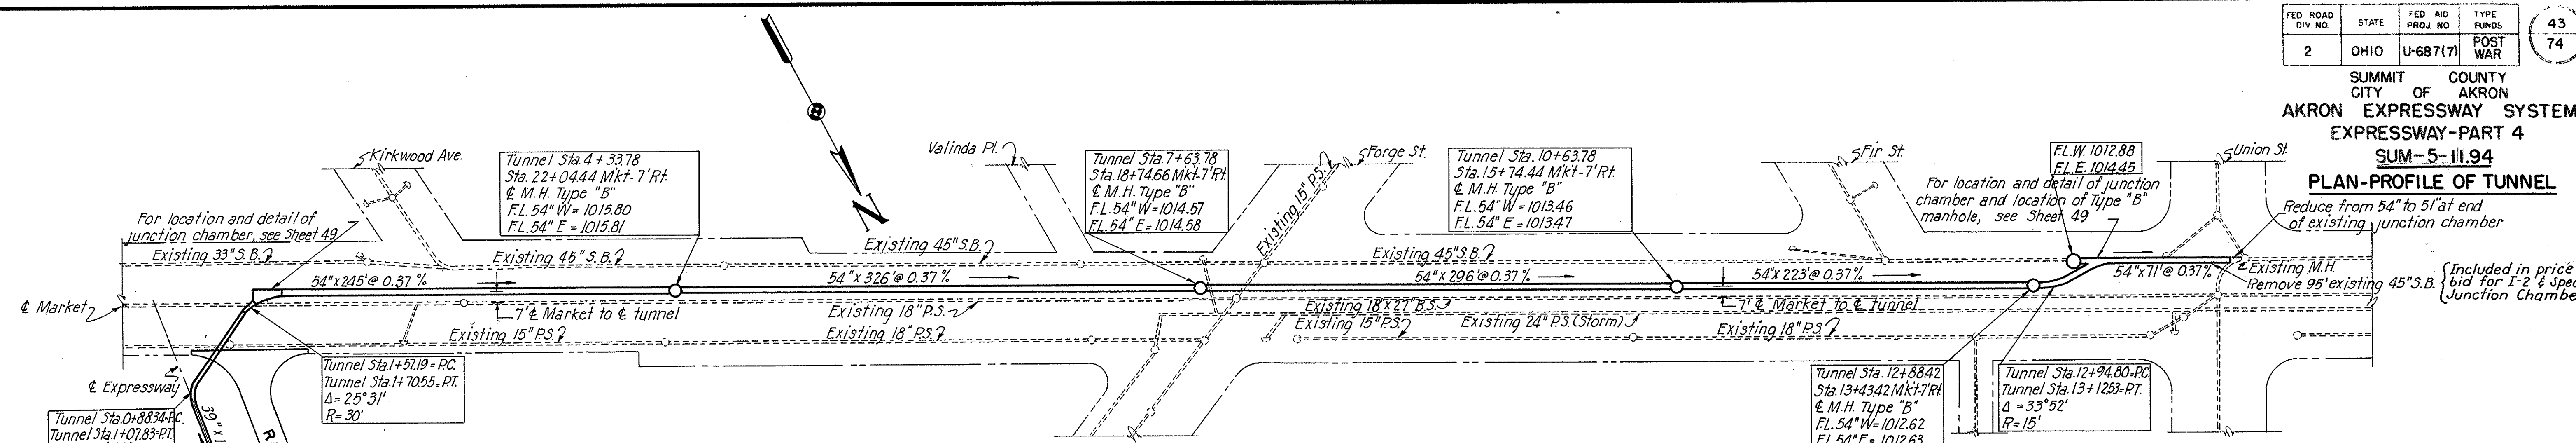 FED ROAD DIV NO.
STATE
FED AID PROJ. NO
TYPE FUNDS
2
OHIO
U-687(7)
POST WAR
43
74
SUMMIT COUNTY
CITY OF AKRON
AKRON EXPRESSWAY SYSTEM
EXPRESSWAY-PART 4
SUM-5-11.94
PLAN-PROFILE OF TUNNEL
N
Kirkwood Ave.
Tunnel Sta. 4+33.78
Sta. 22+04.44 Mkt-7'Rt.
℄ M.H. Type "B"
F.L. 54" W = 1015.80
F.L. 54" E = 1015.81
Valinda Pl.
Tunnel Sta. 7+63.78
Sta. 18+74.66 Mkt-7'Rt.
℄ M.H. Type "B"
F.L. 54" W = 1014.57
F.L. 54" E = 1014.58
Existing 15" P.S.
Forge St.
Tunnel Sta. 10+63.78
Sta. 15+74.44 Mkt-7'Rt.
℄ M.H. Type "B"
F.L. 54" W = 1013.46
F.L. 54" E = 1013.47
Fir St.
F.L.W. 1012.88
F.L.E. 1014.45
Union St.
For location and detail of junction
chamber and location of Type "B"
manhole, see Sheet 49
Reduce from 54" to 51" at end
of existing junction chamber
For location and detail of
junction chamber, see Sheet 49
Existing 33" S.B.
Existing 45" S.B.
Existing 45" S.B.
Existing 45" S.B.
54" x 245' @ 0.37 %
54" x 326' @ 0.37 %
54" x 296' @ 0.37 %
54" x 223' @ 0.37 %
54" x 71' @ 0.37 %
Existing M.H.
Remove 95' existing 45" S.B.
Included in price
bid for I-2 & Spec
Junction Chambe
℄ Market
7' ℄ Market to ℄ tunnel
Existing 18" P.S.
Existing 18"x27" B.S.
7' ℄ Market to ℄ tunnel
Existing 15" P.S.
Existing 18" P.S.
Existing 15" P.S.
Existing 24" P.S. (Storm)
Existing 18" P.S.
℄ Expressway
Tunnel Sta. 1+57.19 = P.C.
Tunnel Sta. 1+70.55 = P.T.
Δ = 25°31'
R = 30'
Tunnel Sta. 0+88.34 = P.C.
Tunnel Sta. 1+07.83 = P.T.
39" x
R
Tunnel Sta. 12+88.42
Sta. 13+43.42 Mkt-7'Rt
℄ M.H. Type "B"
F.L. 54" W = 1012.62
F.L. 54" E = 1012.63
Tunnel Sta. 12+94.80 = P.C.
Tunnel Sta. 13+12.53 = P.T.
Δ = 33°52'
R = 15'